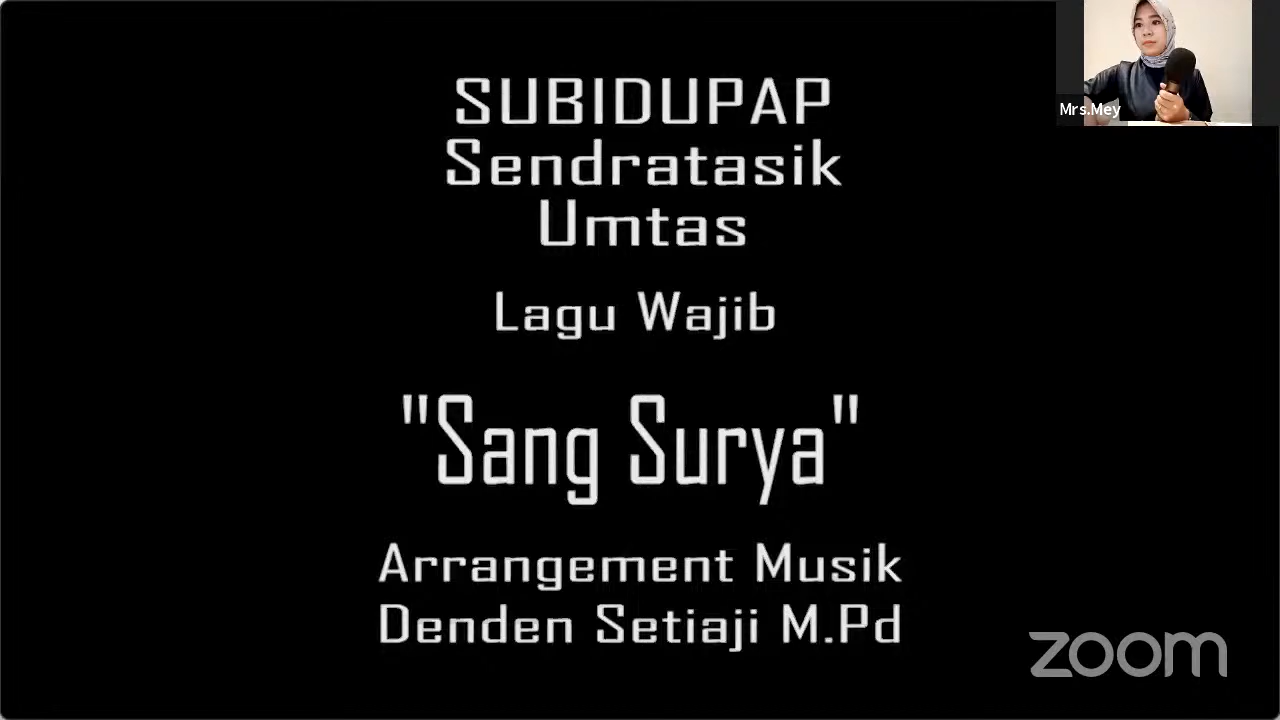 SUBIDUPAP
Sendratasik
Umtas
Lagu Wajib
"Sang Surya"
Arrangement Musik
Denden Setiaji M.Pd
Mrs.Mey
zoom